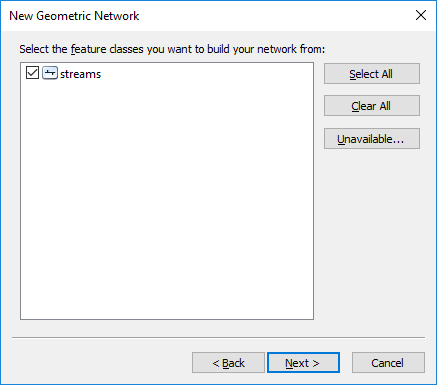 New Geometric Network
Select the feature classes you want to build your network from:
streams
Select All
Clear All
Unavailable...
< Back
Next >
Cancel